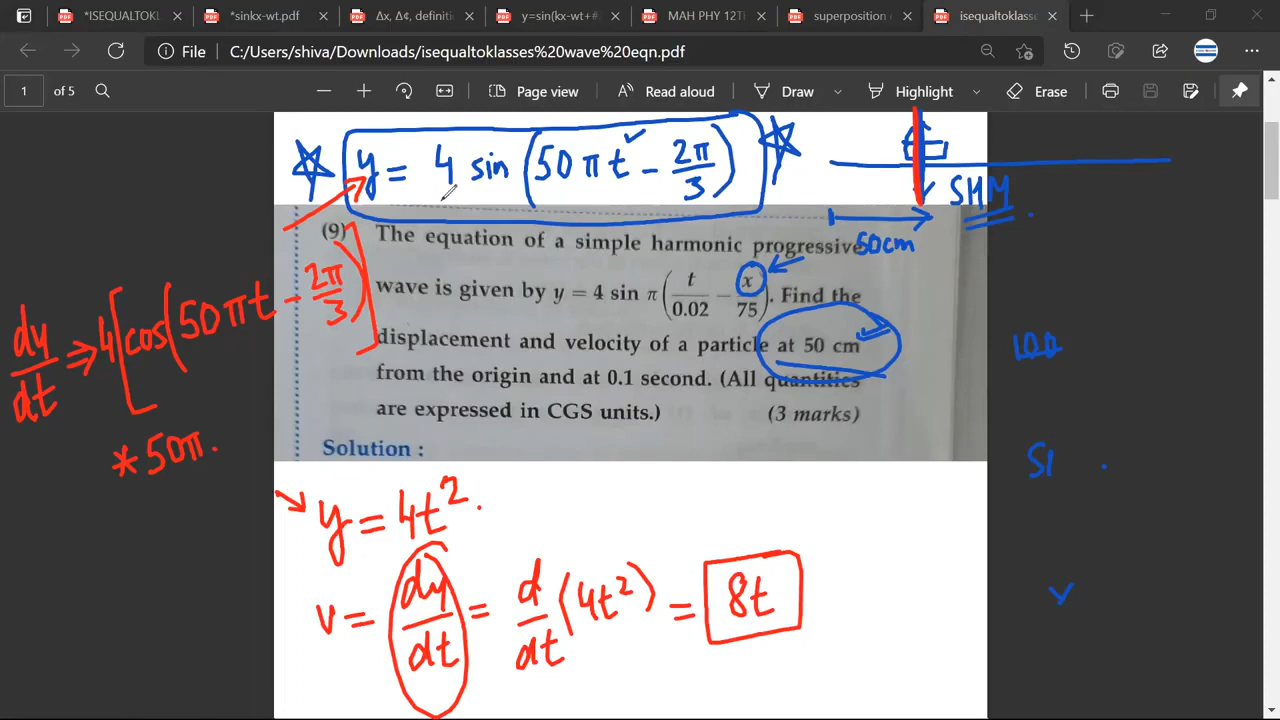 *ISEQUALTOKL
*sinkx-wt.pdf
Δx, Δ¢, definiti
y=sin(kx-wt+#
MAH PHY 12T
superposition
isequaltoklass
File C:/Users/shiva/Downloads/isequaltoklasses%20wave%20eqn.pdf
1 of 5 Page view Read aloud Draw Highlight Erase
y = 4 sin (50πt - 2π/3)
SHM
50cm
(9) The equation of a simple harmonic progressive
wave is given by y = 4 sin π(t/0.02 − x/75). Find the
displacement and velocity of a particle at 50 cm
from the origin and at 0.1 second. (All quantities
are expressed in CGS units.) (3 marks)
Solution :
dy/dt ⇒ 4[cos(50πt - 2π/3)]
*50π.
y = 4t².
v = dy/dt = d/dt (4t²) = 8t
SI